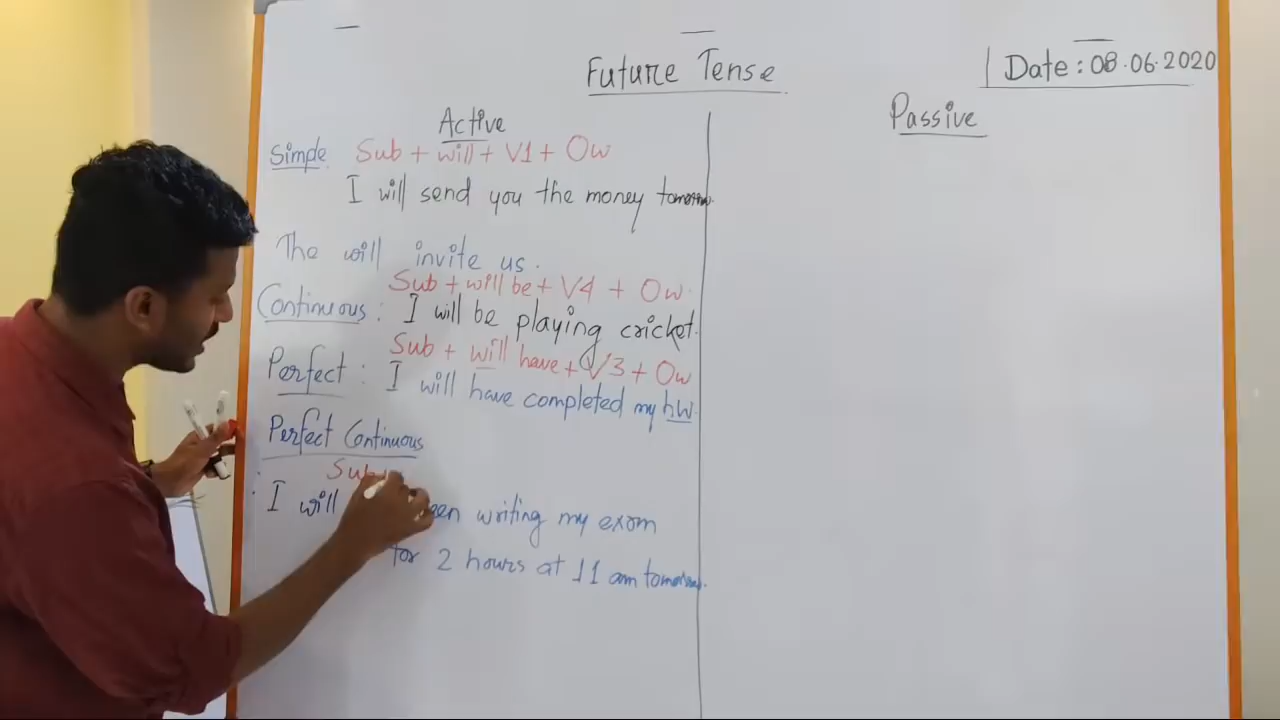 Future Tense
Date : 08.06.2020
Active
Passive
Simple Sub + will + V1 + Ow
I will send you the money tomorrow.
The will invite us.
Sub + will be + V4 + Ow.
Continuous : I will be playing cricket.
Sub + will have + V3 + Ow
Perfect : I will have completed my hw.
Perfect Continuous
Sub
I will een writing my exam
for 2 hours at 11 am tomorrow.